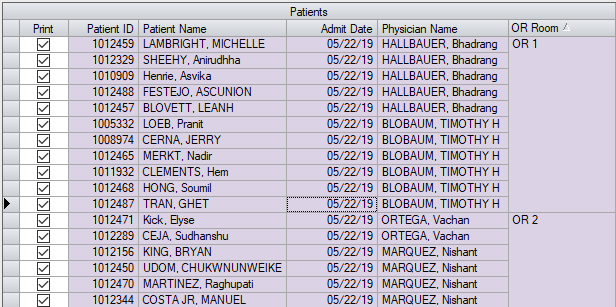 Patients
Print Patient ID Patient Name Admit Date Physician Name OR Room
1012459 LAMBRIGHT, MICHELLE 05/22/19 HALLBAUER, Bhadrang OR 1
1012329 SHEEHY, Anirudhha 05/22/19 HALLBAUER, Bhadrang
1010909 Henrie, Asvika 05/22/19 HALLBAUER, Bhadrang
1012488 FESTEJO, ASCUNION 05/22/19 HALLBAUER, Bhadrang
1012457 BLOVETT, LEANH 05/22/19 HALLBAUER, Bhadrang
1005332 LOEB, Pranit 05/22/19 BLOBAUM, TIMOTHY H
1008974 CERNA, JERRY 05/22/19 BLOBAUM, TIMOTHY H
1012465 MERKT, Nadir 05/22/19 BLOBAUM, TIMOTHY H
1011932 CLEMENTS, Hem 05/22/19 BLOBAUM, TIMOTHY H
1012468 HONG, Soumil 05/22/19 BLOBAUM, TIMOTHY H
1012487 TRAN, GHET 05/22/19 BLOBAUM, TIMOTHY H
1012471 Kick, Elyse 05/22/19 ORTEGA, Vachan OR 2
1012289 CEJA, Sudhanshu 05/22/19 ORTEGA, Vachan
1012156 KING, BRYAN 05/22/19 MARQUEZ, Nishant
1012450 UDOM, CHUKWNUNWEIKE 05/22/19 MARQUEZ, Nishant
1012470 MARTINEZ, Raghupati 05/22/19 MARQUEZ, Nishant
1012344 COSTA JR, MANUEL 05/22/19 MARQUEZ, Nishant